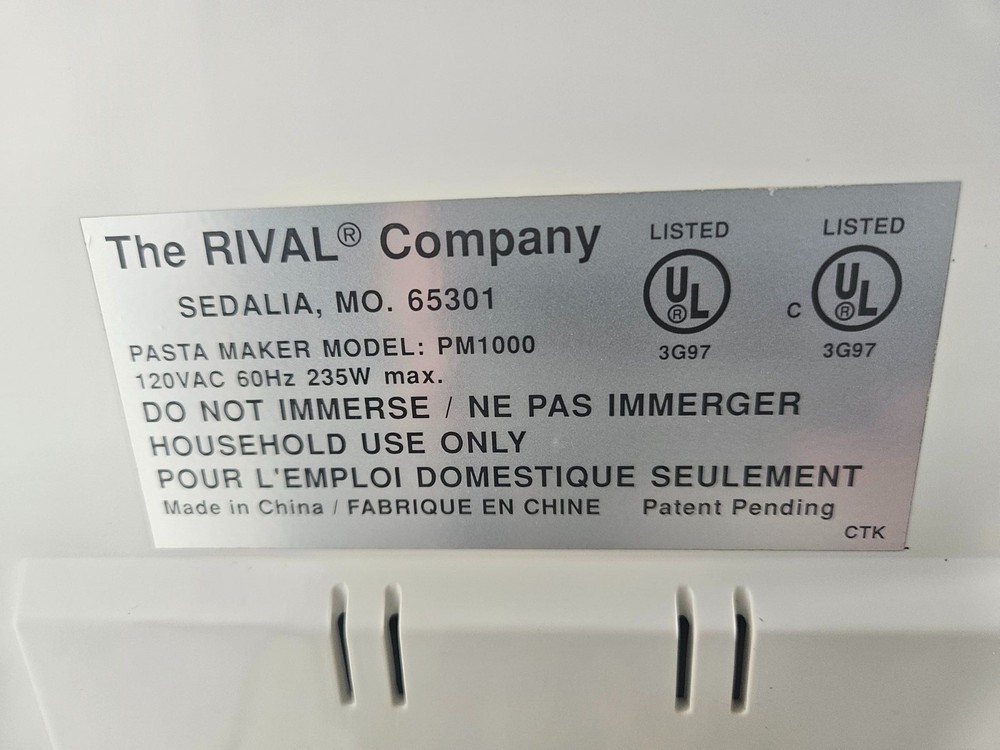 The RIVAL® Company
SEDALIA, MO. 65301
PASTA MAKER MODEL: PM1000
120VAC 60Hz 235W max.
LISTED
UL ®
3G97
LISTED
C UL ®
3G97
DO NOT IMMERSE / NE PAS IMMERGER
HOUSEHOLD USE ONLY
POUR L'EMPLOI DOMESTIQUE SEULEMENT
Made in China / FABRIQUE EN CHINE Patent Pending
CTK